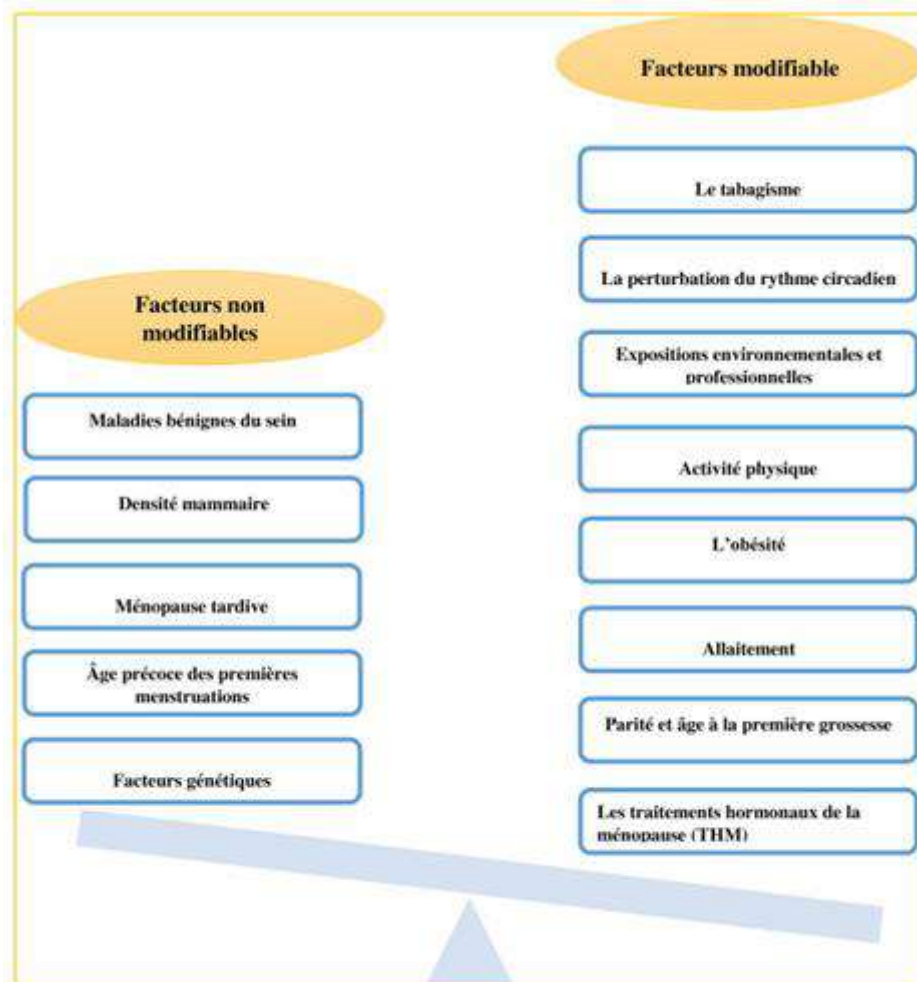 Facteurs modifiable
Le tabagisme
La perturbation du rythme circadien
Expositions environnementales et
professionnelles
Activité physique
L'obésité
Allaitement
Parité et âge à la première grossesse
Les traitements hormonaux de la
ménopause (THM)
Facteurs non
modifiables
Maladies bénignes du sein
Densité mammaire
Ménopause tardive
Âge précoce des premières
menstruations
Facteurs génétiques